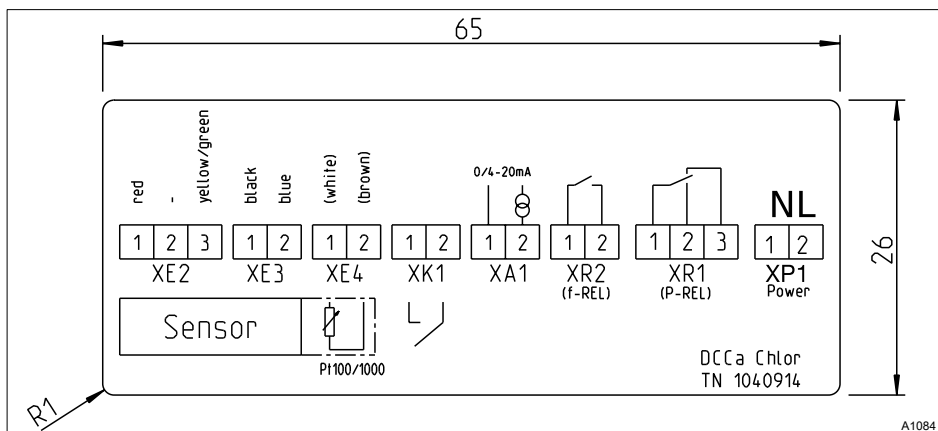 65
red
-
yellow/green
black
blue
(white)
(brown)
0/4-20mA
NL
1 2 3
1 2
1 2
1 2
1 2
1 2
1 2 3
1 2
XE2
XE3
XE4
XK1
XA1
XR2
(f-REL)
XR1
(P-REL)
XP1
Power
26
Sensor
Pt100/1000
DCCa Chlor
TN 1040914
R1
A1084